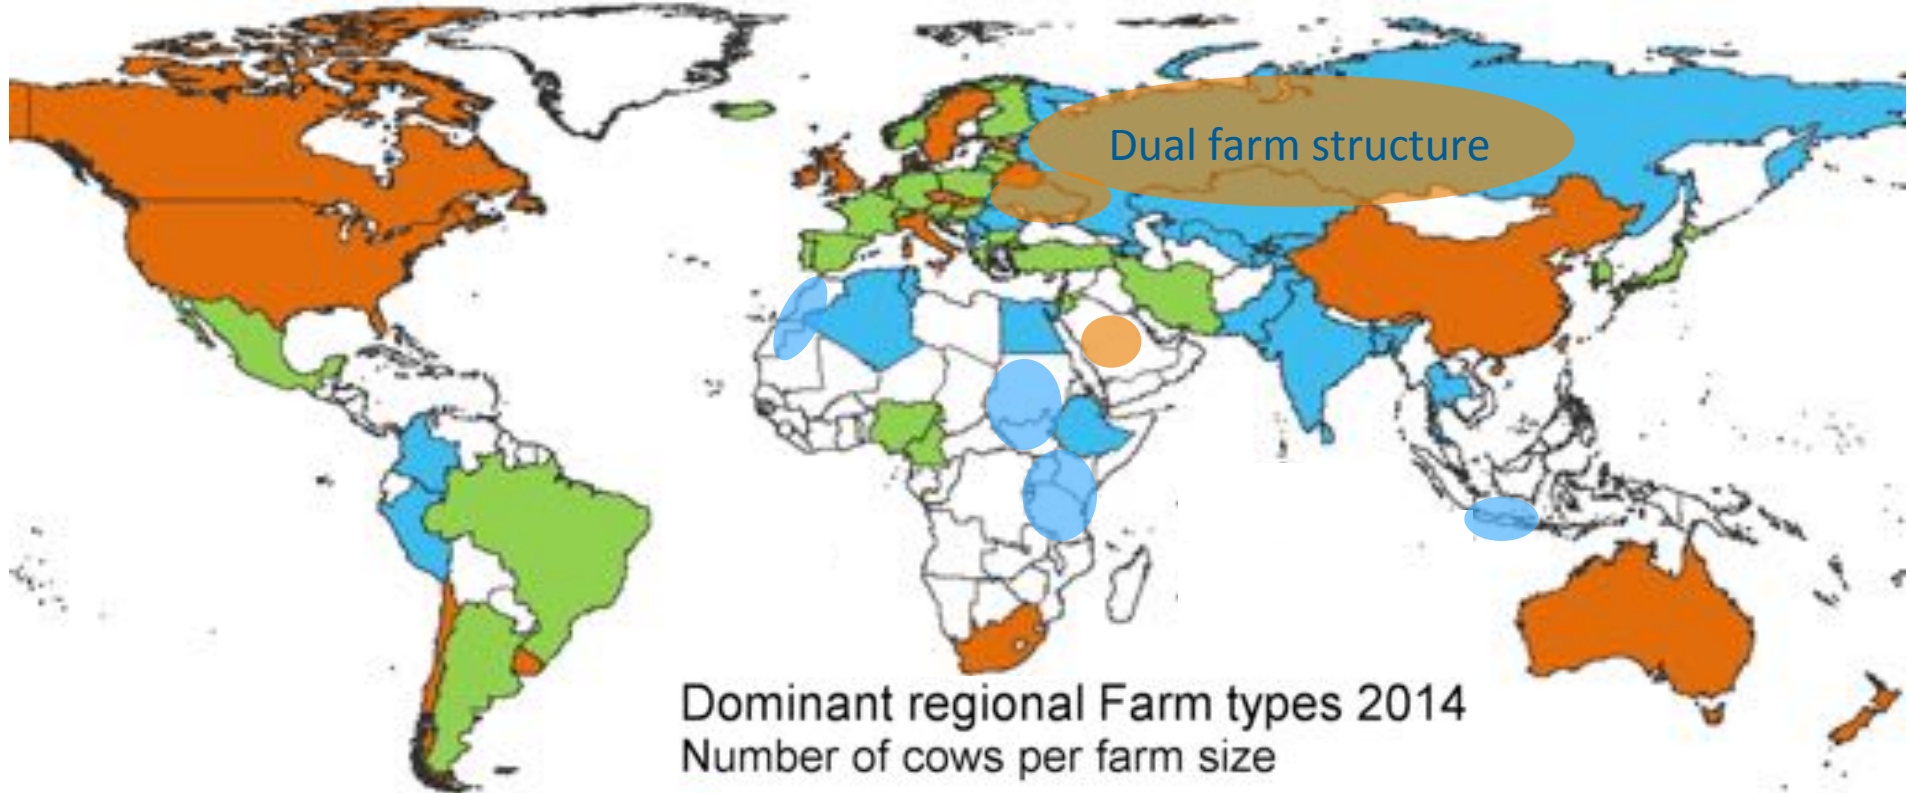 Dual farm structure
Dominant regional Farm types 2014
Number of cows per farm size